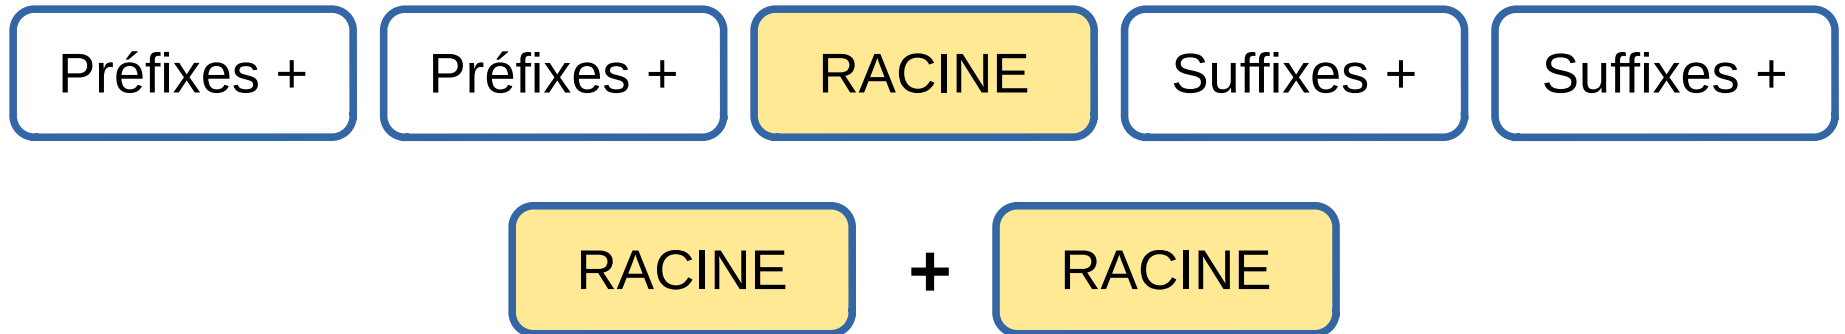 Préfixes + Préfixes + RACINE Suffixes + Suffixes +
RACINE + RACINE